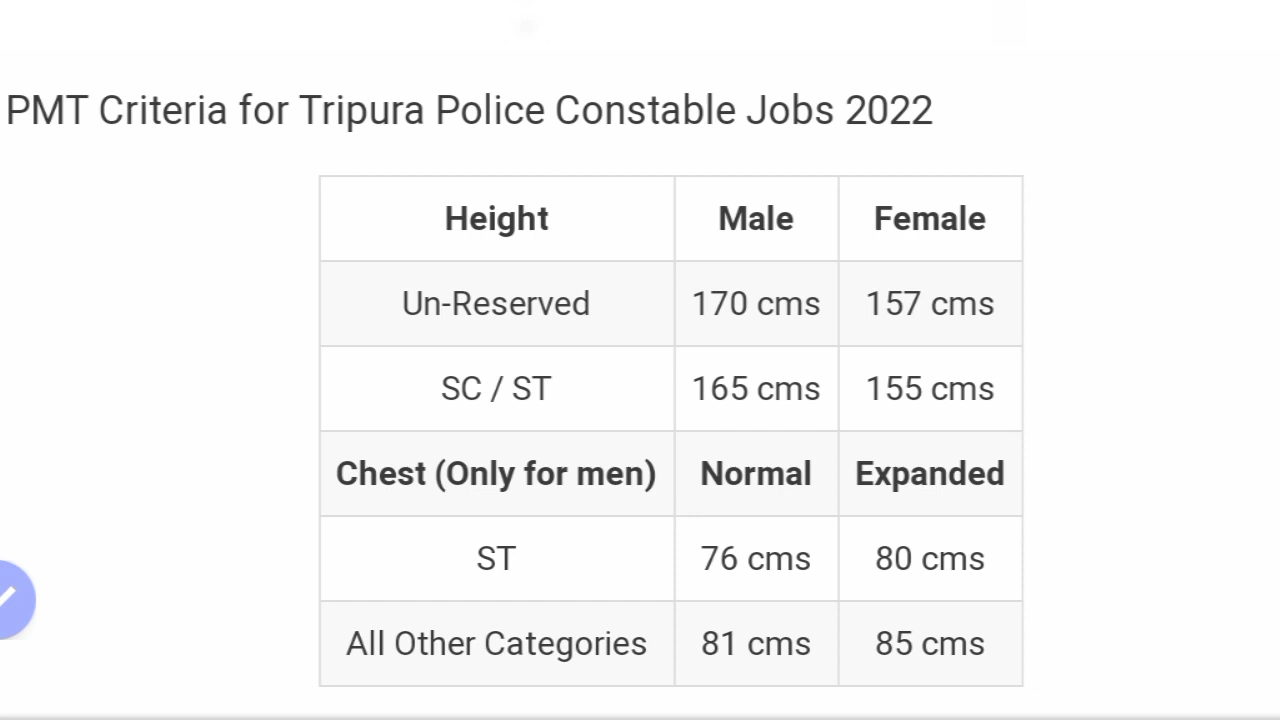 PMT Criteria for Tripura Police Constable Jobs 2022
Height Male Female
Un-Reserved 170 cms 157 cms
SC / ST 165 cms 155 cms
Chest (Only for men) Normal Expanded
ST 76 cms 80 cms
All Other Categories 81 cms 85 cms